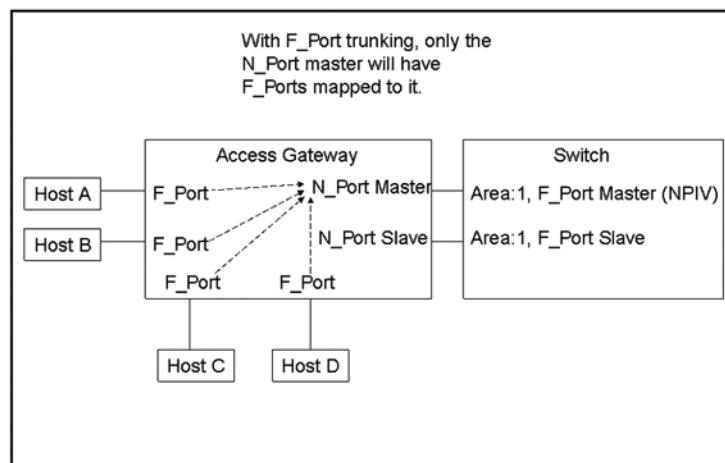 With F_Port trunking, only the
N_Port master will have
F_Ports mapped to it.
Access Gateway
Switch
Host A
F_Port
N_Port Master
Area:1, F_Port Master (NPIV)
Host B
F_Port
N_Port Slave
Area:1, F_Port Slave
F_Port
F_Port
Host C
Host D